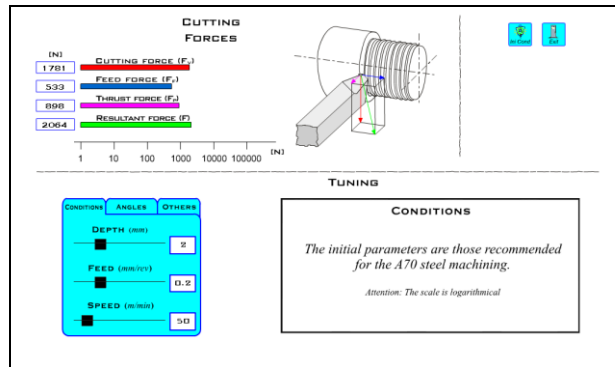 CUTTING
FORCES
[N]
1781
CUTTING FORCE (Fv)
533
FEED FORCE (Fv)
898
THRUST FORCE (Fp)
2064
RESULTANT FORCE (F)
[N]
1 10 100 1000 10000 100000
Exit
TUNING
CONDITIONS ANGLES OTHERS
DEPTH (mm)
2
FEED (mm/rev)
0.2
SPEED (m/min)
50
CONDITIONS
The initial parameters are those recommended
for the A70 steel machining.
Attention: The scale is logarithmical